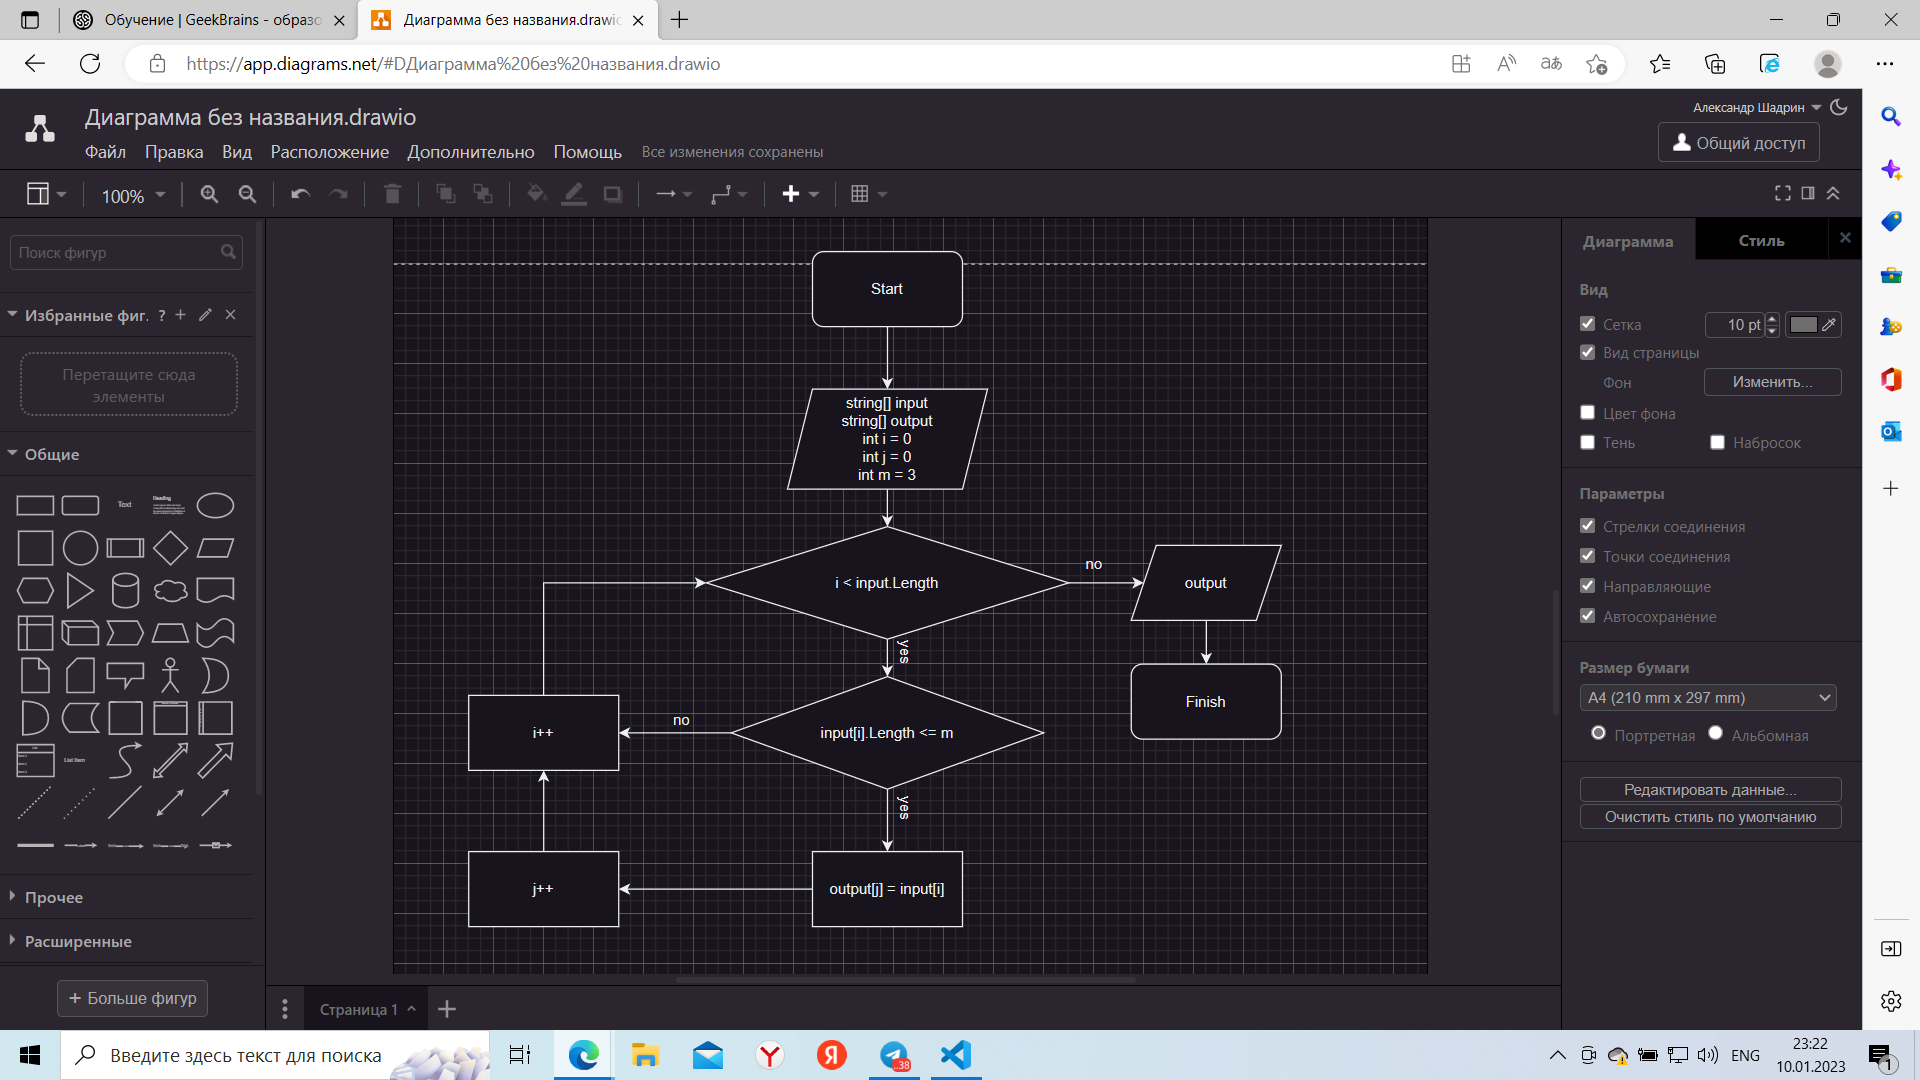 Обучение | GeekBrains - образо
Диаграмма без названия.drawio
https://app.diagrams.net/#DДиаграмма%20без%20названия.drawio
Диаграмма без названия.drawio
Александр Шадрин
Файл Правка Вид Расположение Дополнительно Помощь Все изменения сохранены
Общий доступ
100%
Поиск фигур
Избранные фиг. ?
Перетащите сюда
элементы
Общие
Text
Heading
List Item
Прочее
Расширенные
+ Больше фигур
Start
string[] input
string[] output
int i = 0
int j = 0
int m = 3
i < input.Length
no
output
yes
Finish
input[i].Length <= m
no
i++
yes
output[j] = input[i]
j++
Страница 1
Диаграмма Стиль
Вид
Сетка 10 pt
Вид страницы
Фон Изменить...
Цвет фона
Тень Набросок
Параметры
Стрелки соединения
Точки соединения
Направляющие
Автосохранение
Размер бумаги
A4 (210 mm x 297 mm)
Портретная Альбомная
Редактировать данные...
Очистить стиль по умолчанию
Введите здесь текст для поиска
..38
ENG
23:22
10.01.2023
1